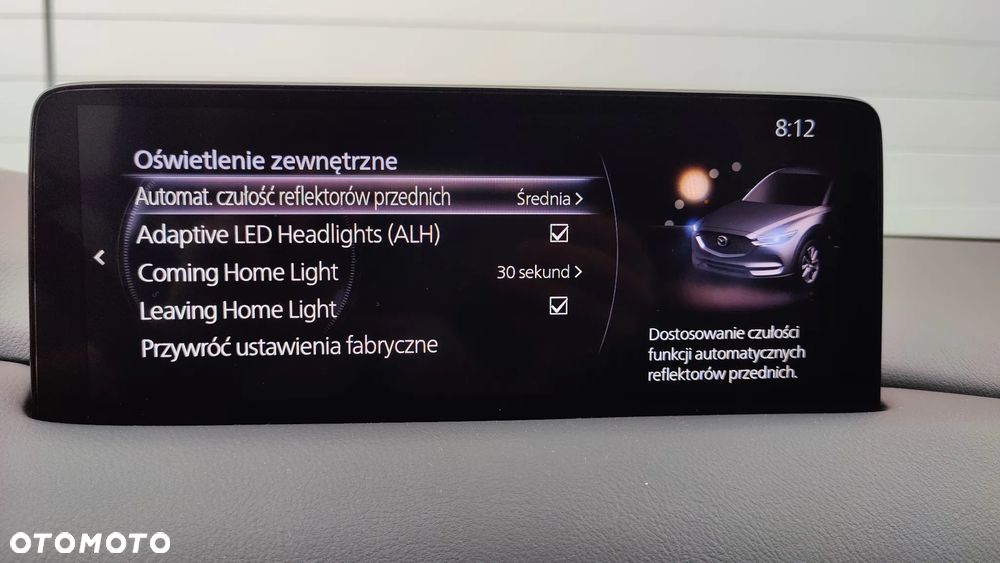 8:12
Oświetlenie zewnętrzne
Automat. czułość reflektorów przednich Średnia >
Adaptive LED Headlights (ALH)
Coming Home Light 30 sekund >
Leaving Home Light
Przywróć ustawienia fabryczne
Dostosowanie czułości
funkcji automatycznych
reflektorów przednich.
OTOMOTO